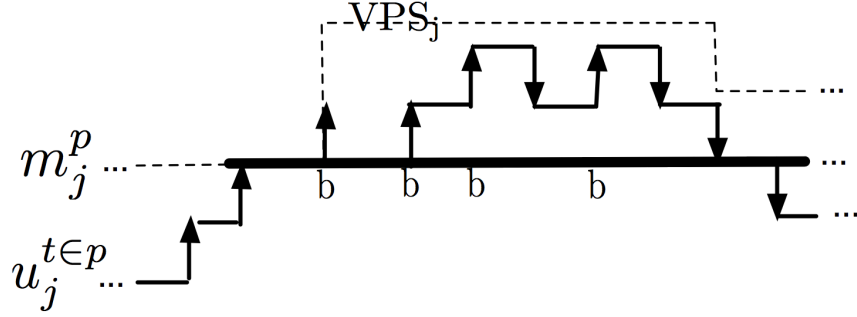 VPS_j
...
m_j^p ... ...
b b b b
...
u_j^{t∈p} ...